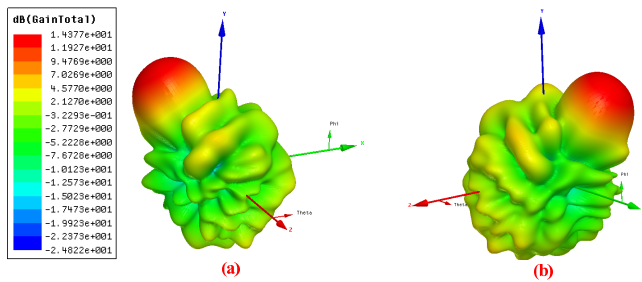 dB(GainTotal)
1.4377e+001
1.1927e+001
9.4769e+000
7.0269e+000
4.5770e+000
2.1270e+000
-3.2293e-001
-2.7729e+000
-5.2228e+000
-7.6728e+000
-1.0123e+001
-1.2573e+001
-1.5023e+001
-1.7473e+001
-1.9923e+001
-2.2373e+001
-2.4822e+001
Y
Phi
X
Theta
Z
(a)
Y
Phi
Z
Theta
(b)